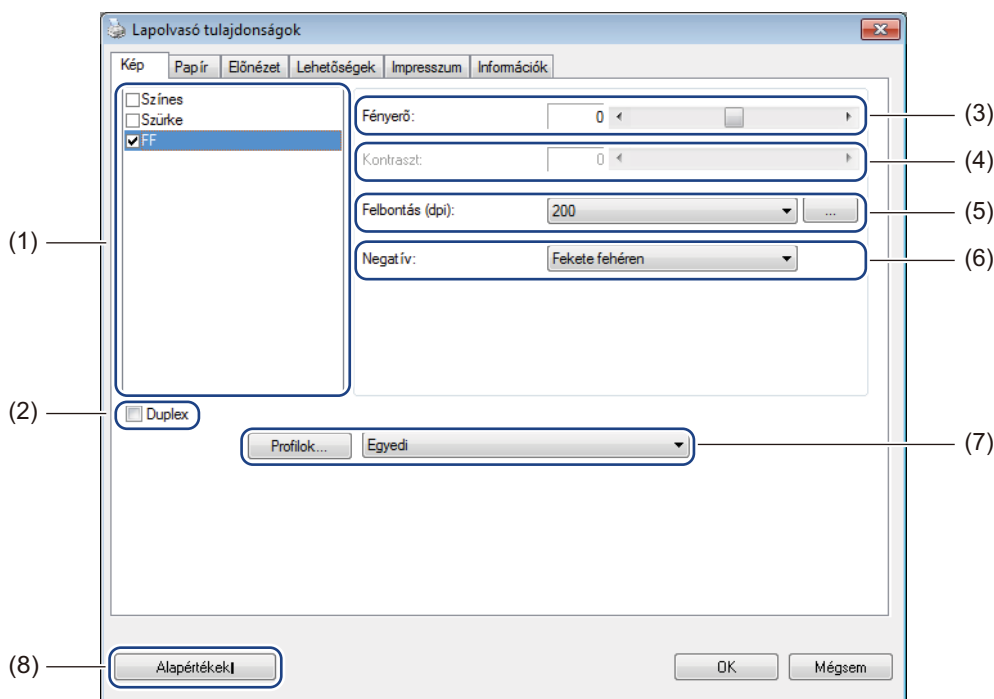 Lapolvasó tulajdonságok
Kép Papír Előnézet Lehetőségek Impresszum Információk
Színes
Szürke
FF
Fényerő: 0
(3)
Kontraszt: 0
(4)
Felbontás (dpi): 200 ...
(5)
(1)
Negatív: Fekete fehéren
(6)
(2)
Duplex
Profilok... Egyedi
(7)
(8)
Alapértékek
OK Mégsem